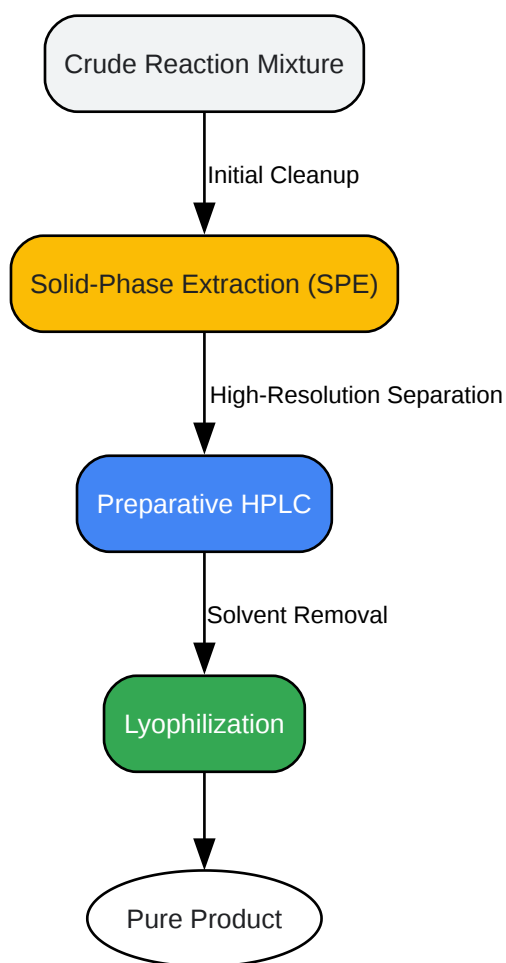 Crude Reaction Mixture
Initial Cleanup
Solid-Phase Extraction (SPE)
High-Resolution Separation
Preparative HPLC
Solvent Removal
Lyophilization
Pure Product